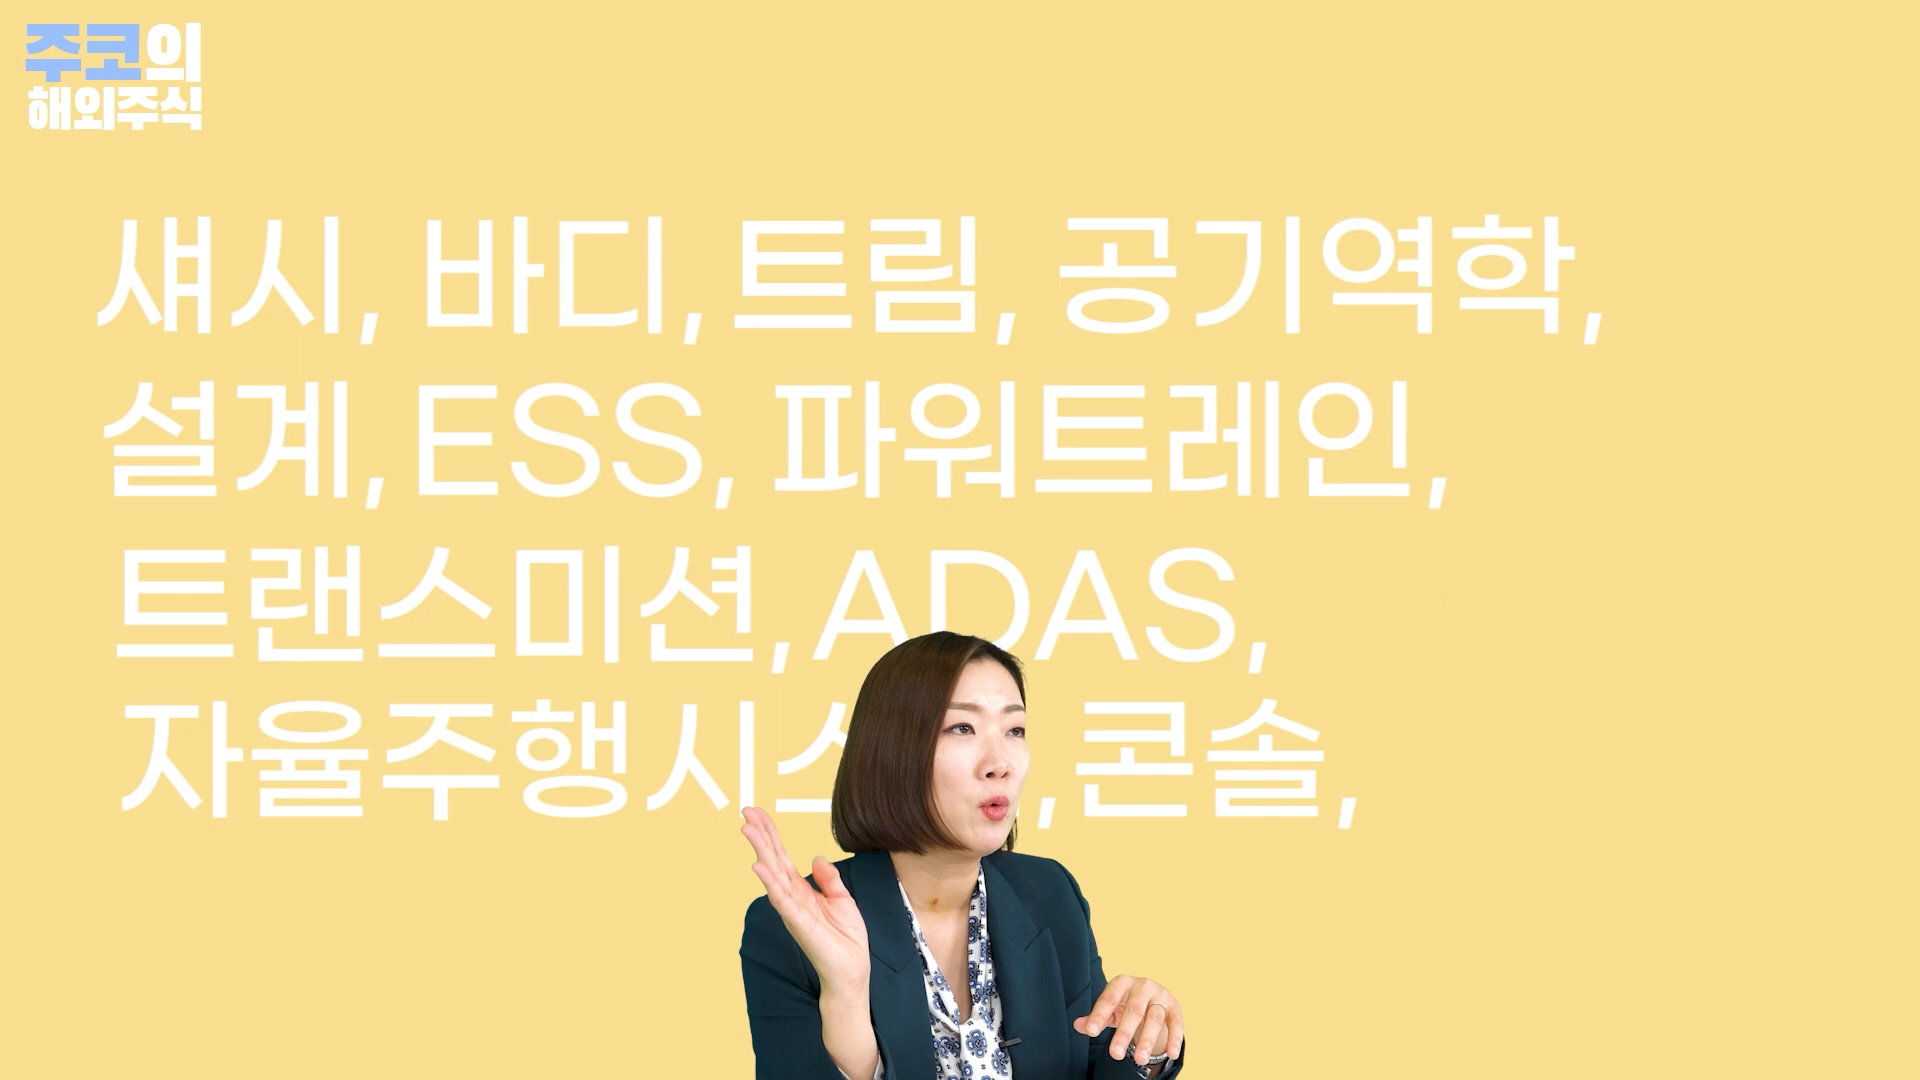 주코의
해외주식
섀시, 바디, 트림, 공기역학,
설계, ESS, 파워트레인,
트랜스미션, ADAS,
자율주행시스, 콘솔,